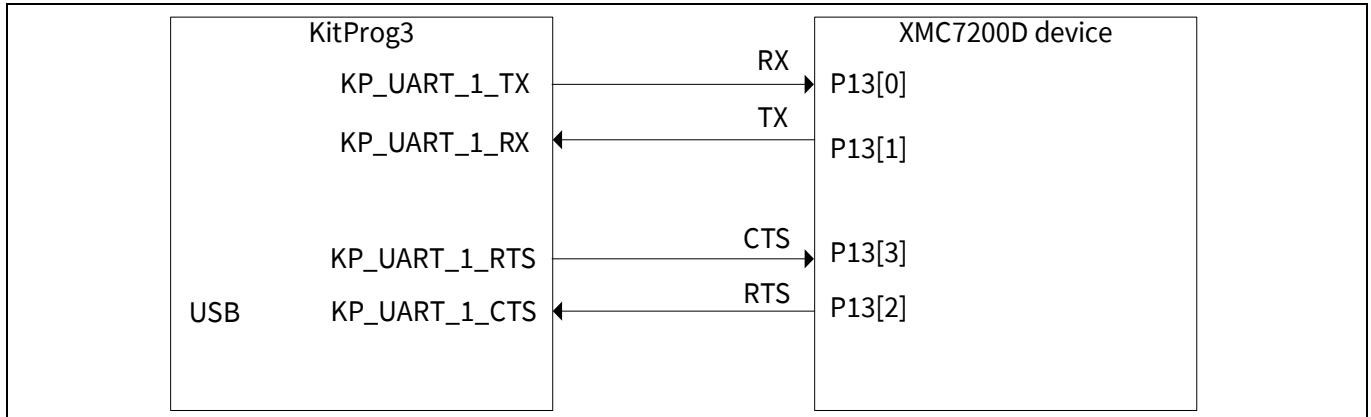 KitProg3
XMC7200D device
KP_UART_1_TX
RX
P13[0]
KP_UART_1_RX
TX
P13[1]
KP_UART_1_RTS
CTS
P13[3]
USB
KP_UART_1_CTS
RTS
P13[2]